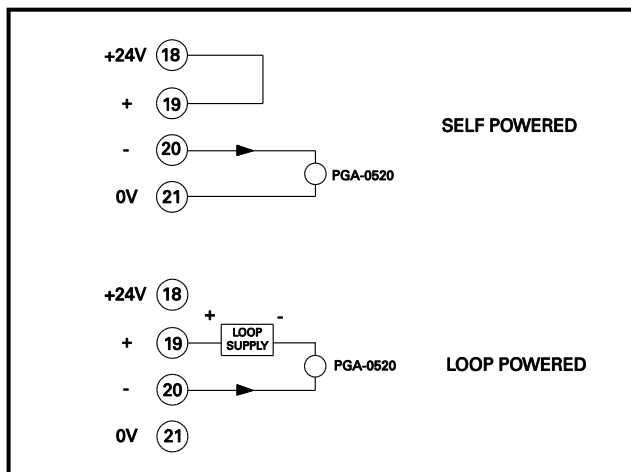 +24V 18
+ 19
SELF POWERED
- 20
PGA-0520
0V 21
+24V 18
+ -
+ 19 LOOP
SUPPLY
PGA-0520 LOOP POWERED
- 20
0V 21